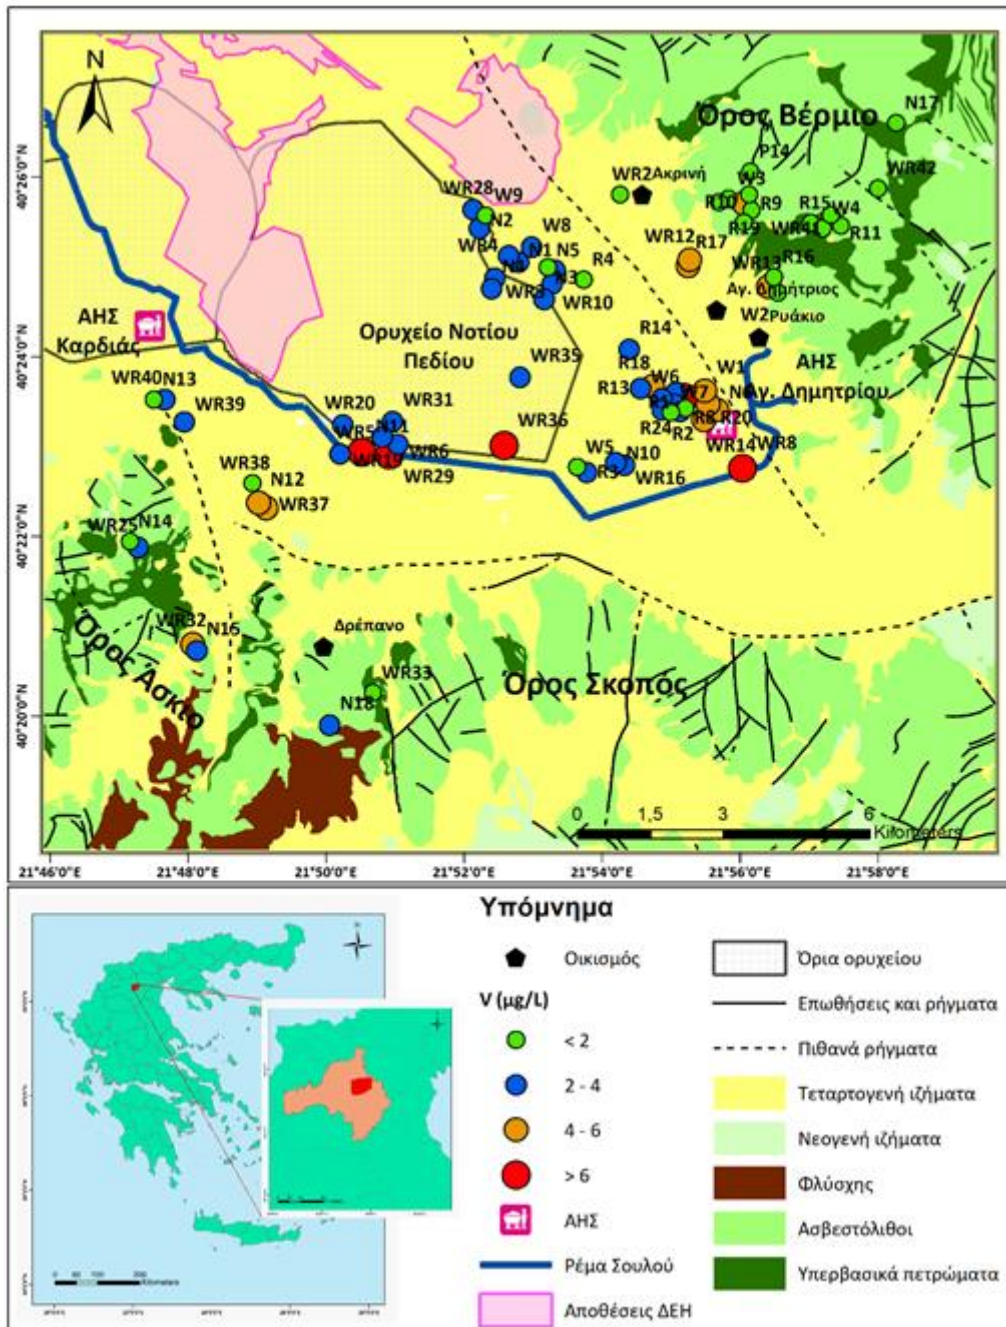 N
Όρος Βέρμιο
N17
P14
WR42
WR2
Ακρινή
W3
R10
R9
R15
W4
R19
WR41
R11
WR28
W9
N2
W8
WR4
N1
N5
R4
N3
WR10
WR12
R17
WR13
R16
Αγ. Δημήτριος
W2
Ρυάκιο
ΑΗΣ
Καρδιάς
Ορυχείο Νοτίου
Πεδίου
WR35
R14
R18
R13
W6
W1
ΑΗΣ
Αγ. Δημητρίου
W7
R8
R20
R24
R2
WR40
N13
WR39
WR20
WR31
WR5
N11
WR6
WR19
WR29
WR36
W5
N10
R3
WR16
WR14
WR8
WR38
N12
WR37
WR25
N14
WR32
N15
Όρος Άσκιο
Δρέπανο
WR33
N18
Όρος Σκοπός
0 1,5 3 6
Kilometers
40°26'0"N
40°24'0"N
40°22'0"N
40°20'0"N
21°46'0"E 21°48'0"E 21°50'0"E 21°52'0"E 21°54'0"E 21°56'0"E 21°58'0"E
Υπόμνημα
Οικισμός
V (μg/L)
< 2
2 - 4
4 - 6
> 6
ΑΗΣ
Ρέμα Σουλού
Αποθέσεις ΔΕΗ
Όρια ορυχείου
Επωθήσεις και ρήγματα
Πιθανά ρήγματα
Τεταρτογενή ιζήματα
Νεογενή ιζήματα
Φλύσχης
Ασβεστόλιθοι
Υπερβασικά πετρώματα
Kilometers